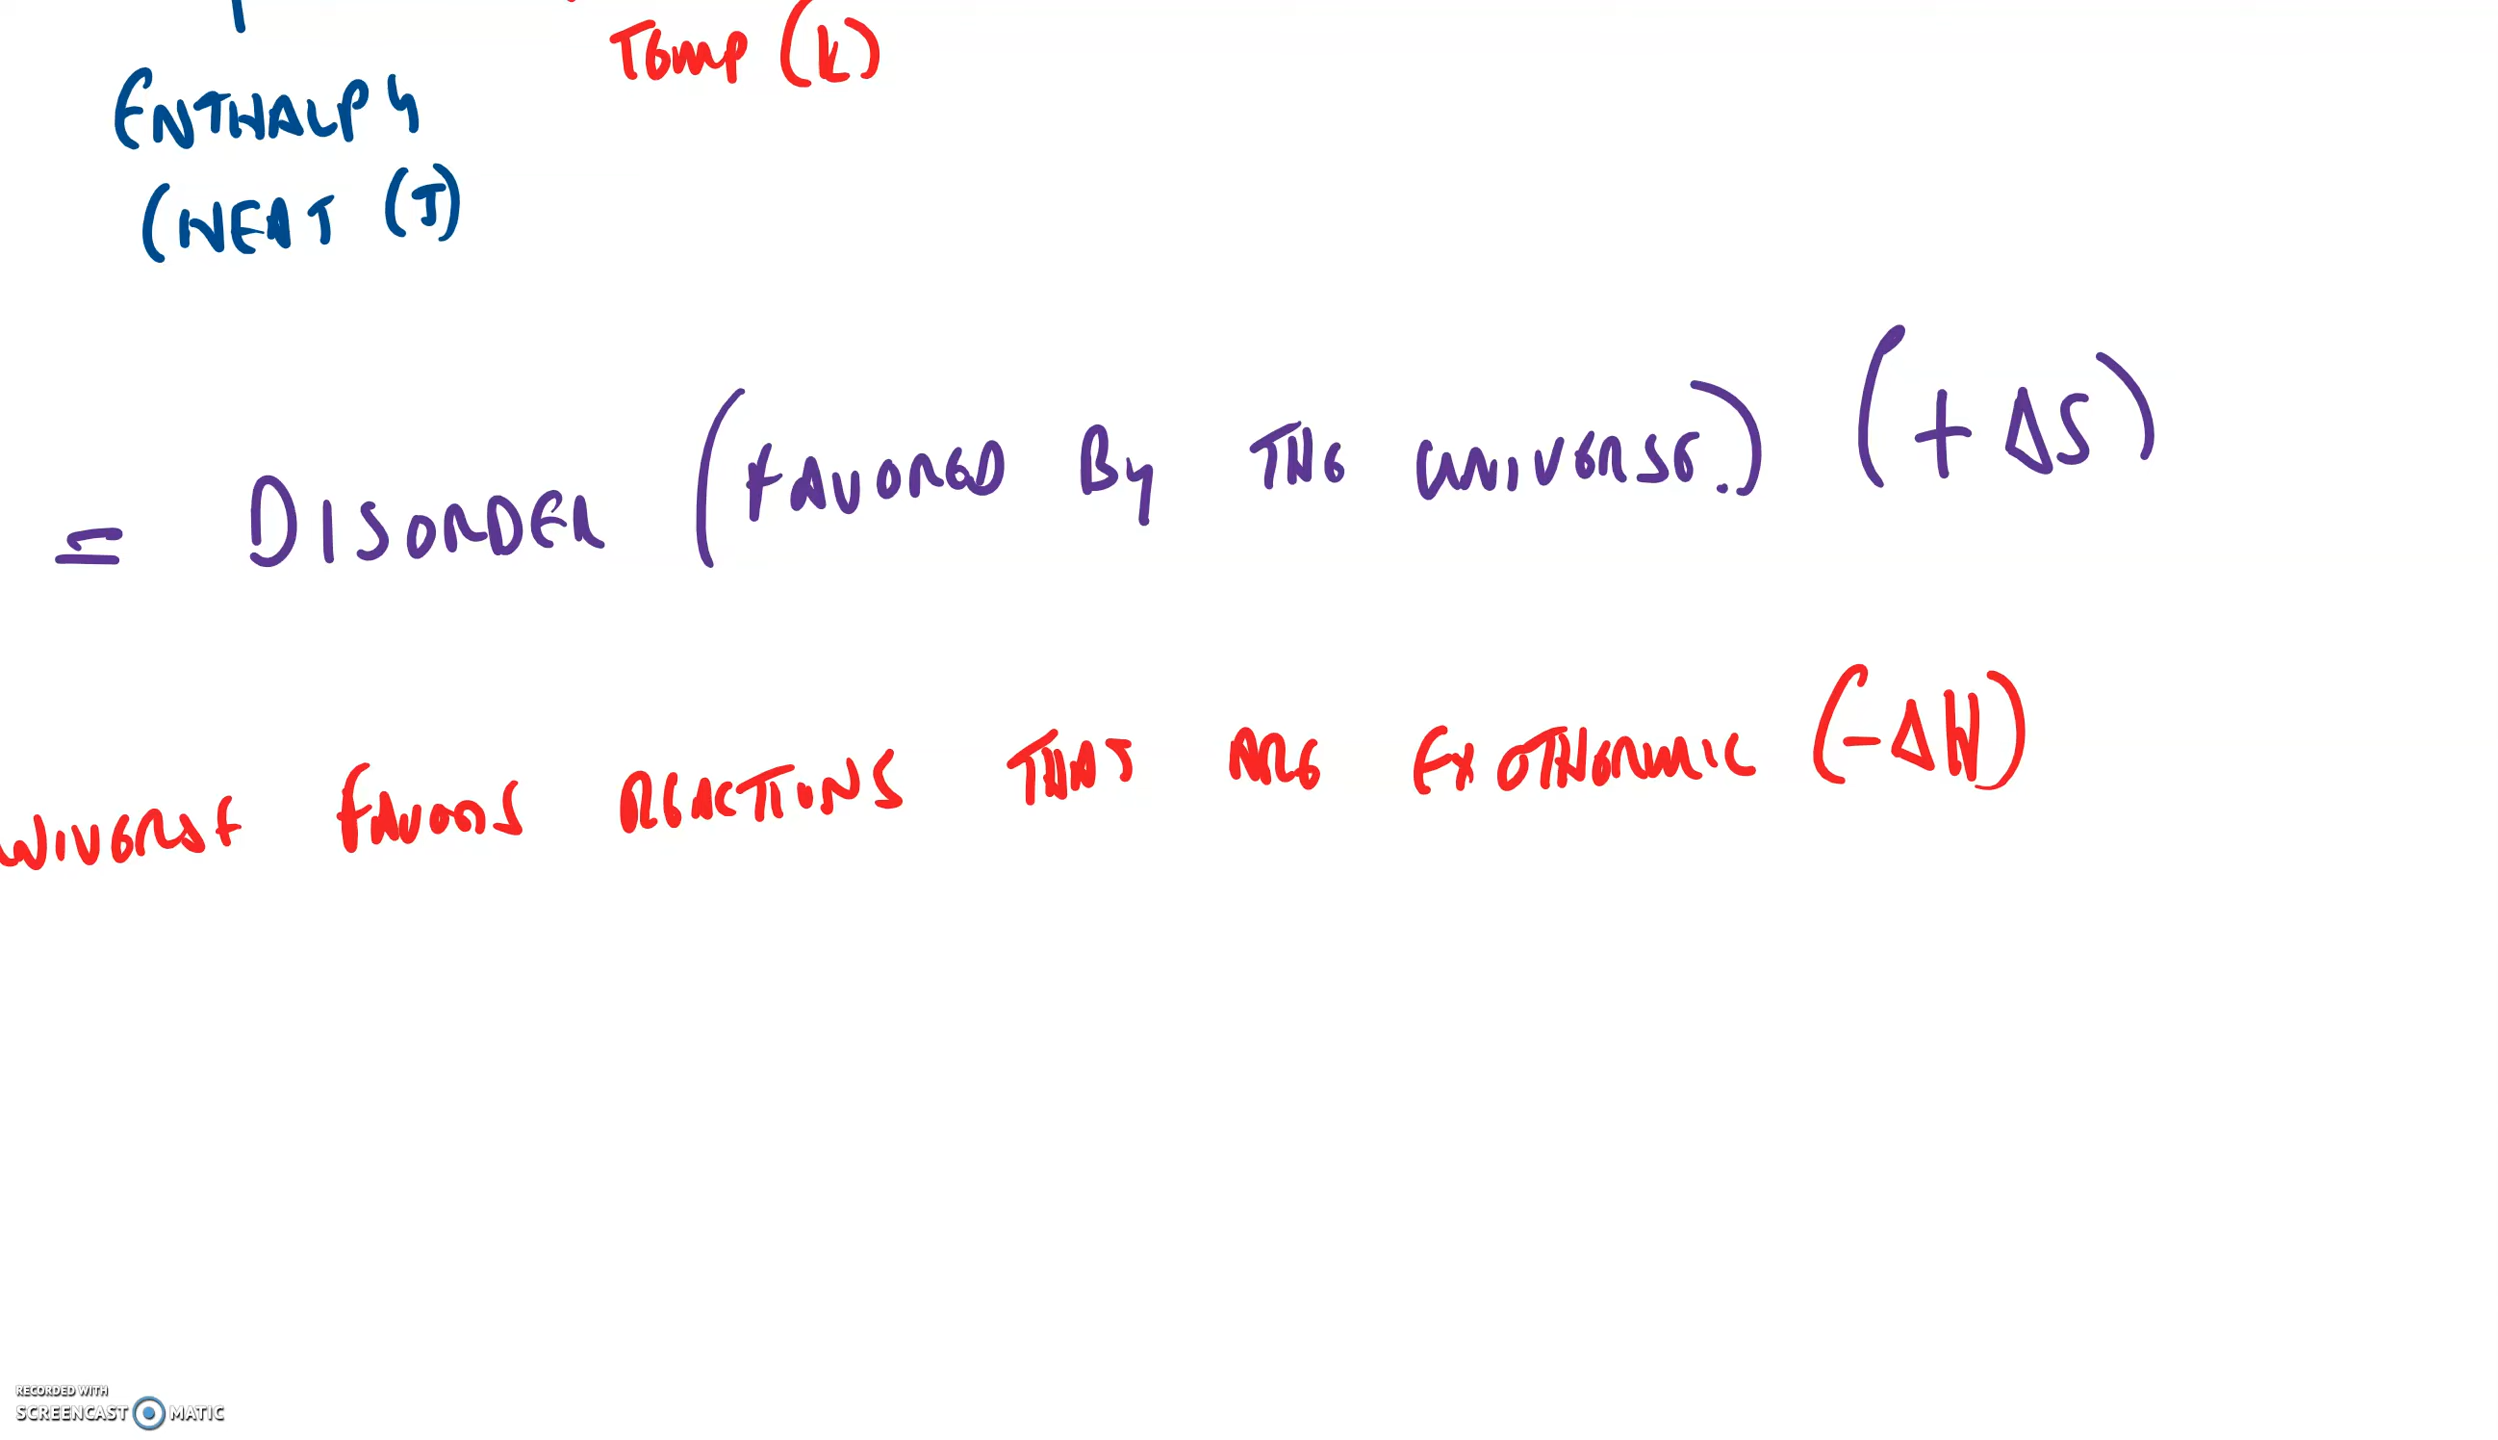 Temp (K)
ENTHALPY
(HEAT (J)
= DISORDER (FAVORED By THE UNIVERSE.) (+ΔS)
UNIVERSE FAVORS REACTIONS THAT ARE EXOTHERMIC (-ΔH)
RECORDED WITH
SCREENCAST MATIC